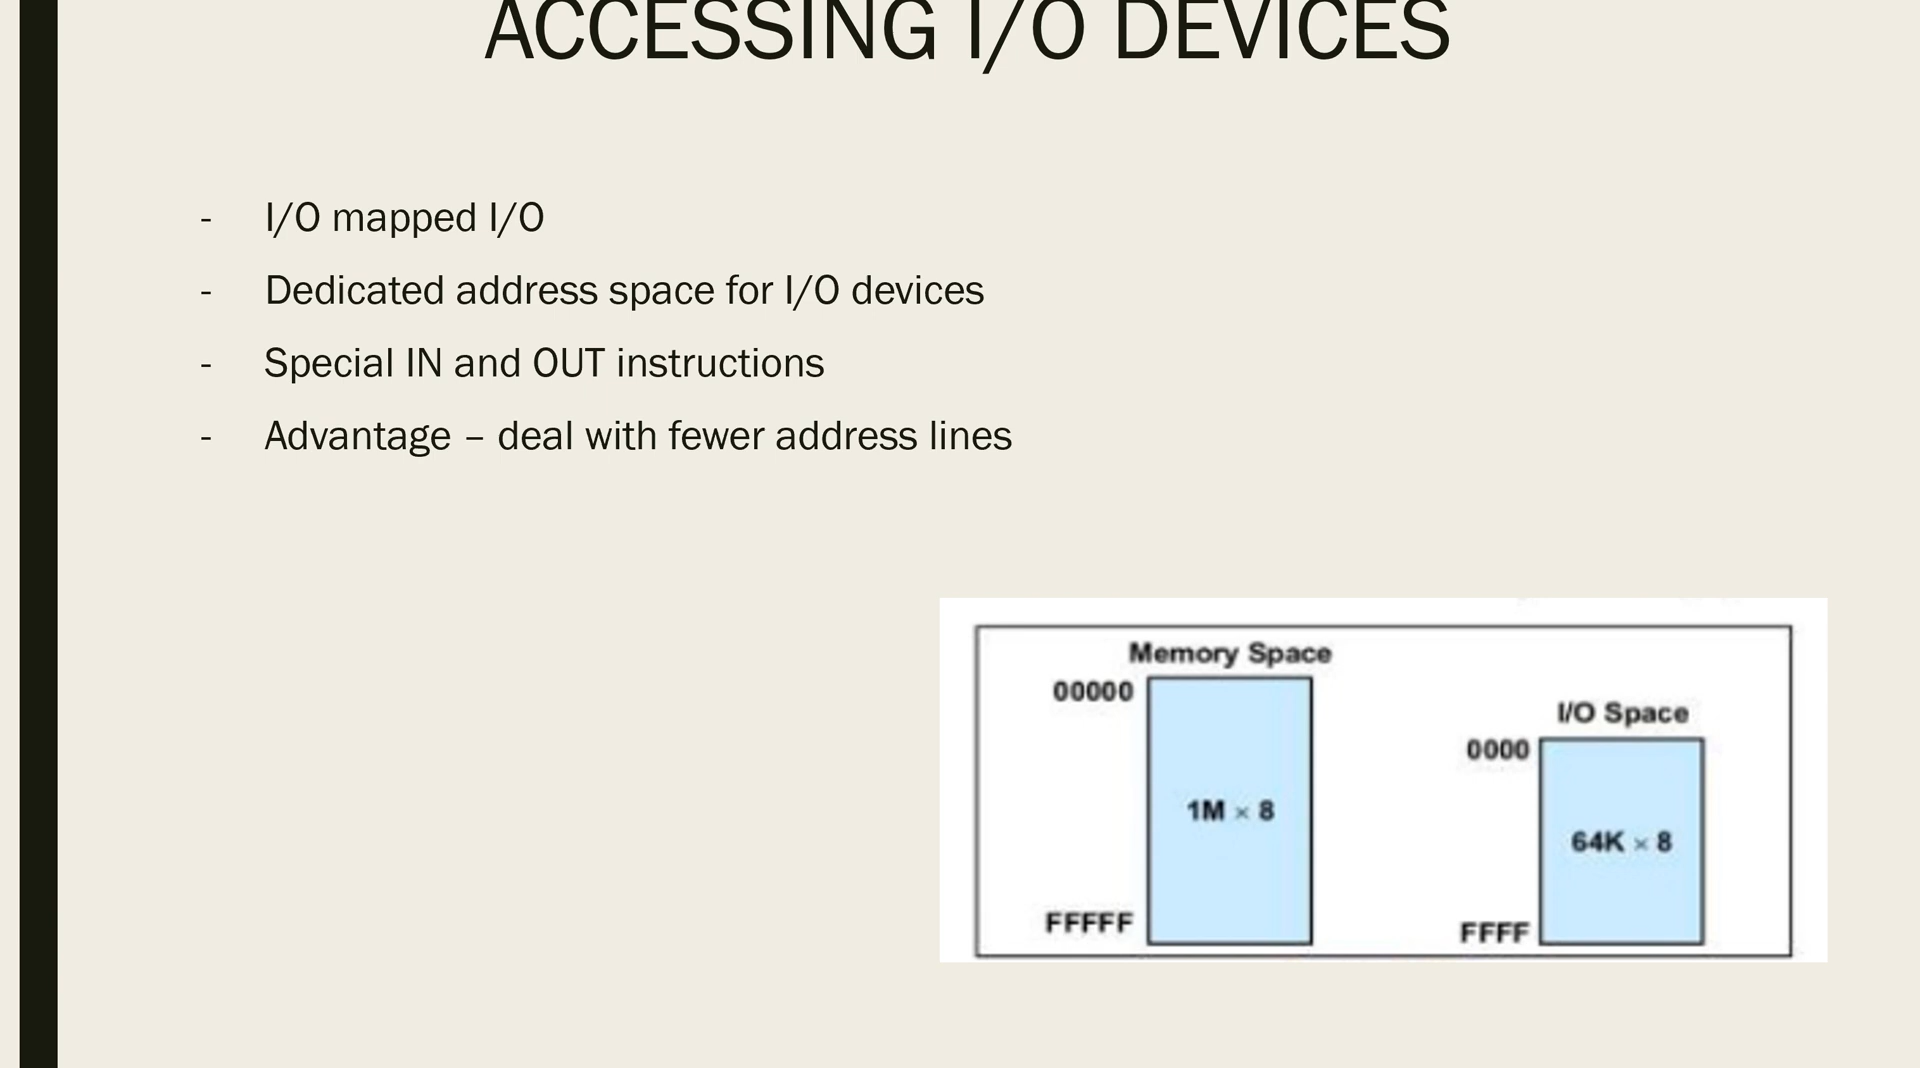 ACCESSING I/O DEVICES
- I/O mapped I/O
- Dedicated address space for I/O devices
- Special IN and OUT instructions
- Advantage – deal with fewer address lines
Memory Space
00000
1M × 8
FFFFF
I/O Space
0000
64K × 8
FFFF